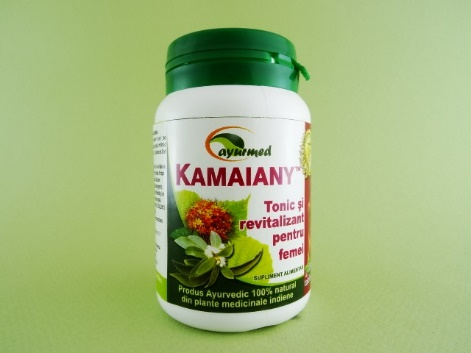 ayurmed
KAMAIANY™
Tonic și
revitalizant
pentru
femei
SUPLIMENT ALIMENTAR
Produs Ayurvedic 100% natural
din plante medicinale indiene